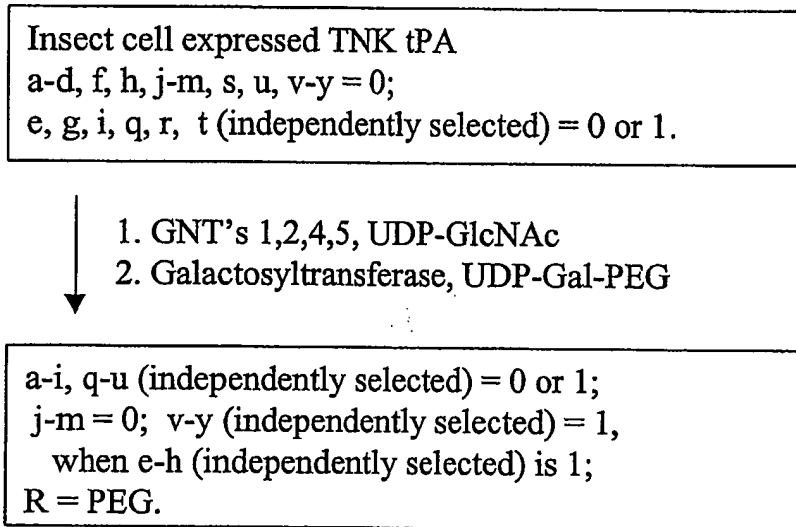 Insect cell expressed TNK tPA
a-d, f, h, j-m, s, u, v-y = 0;
e, g, i, q, r, t (independently selected) = 0 or 1.
1. GNT's 1,2,4,5, UDP-GlcNAc
2. Galactosyltransferase, UDP-Gal-PEG
a-i, q-u (independently selected) = 0 or 1;
j-m = 0; v-y (independently selected) = 1,
when e-h (independently selected) is 1;
R = PEG.